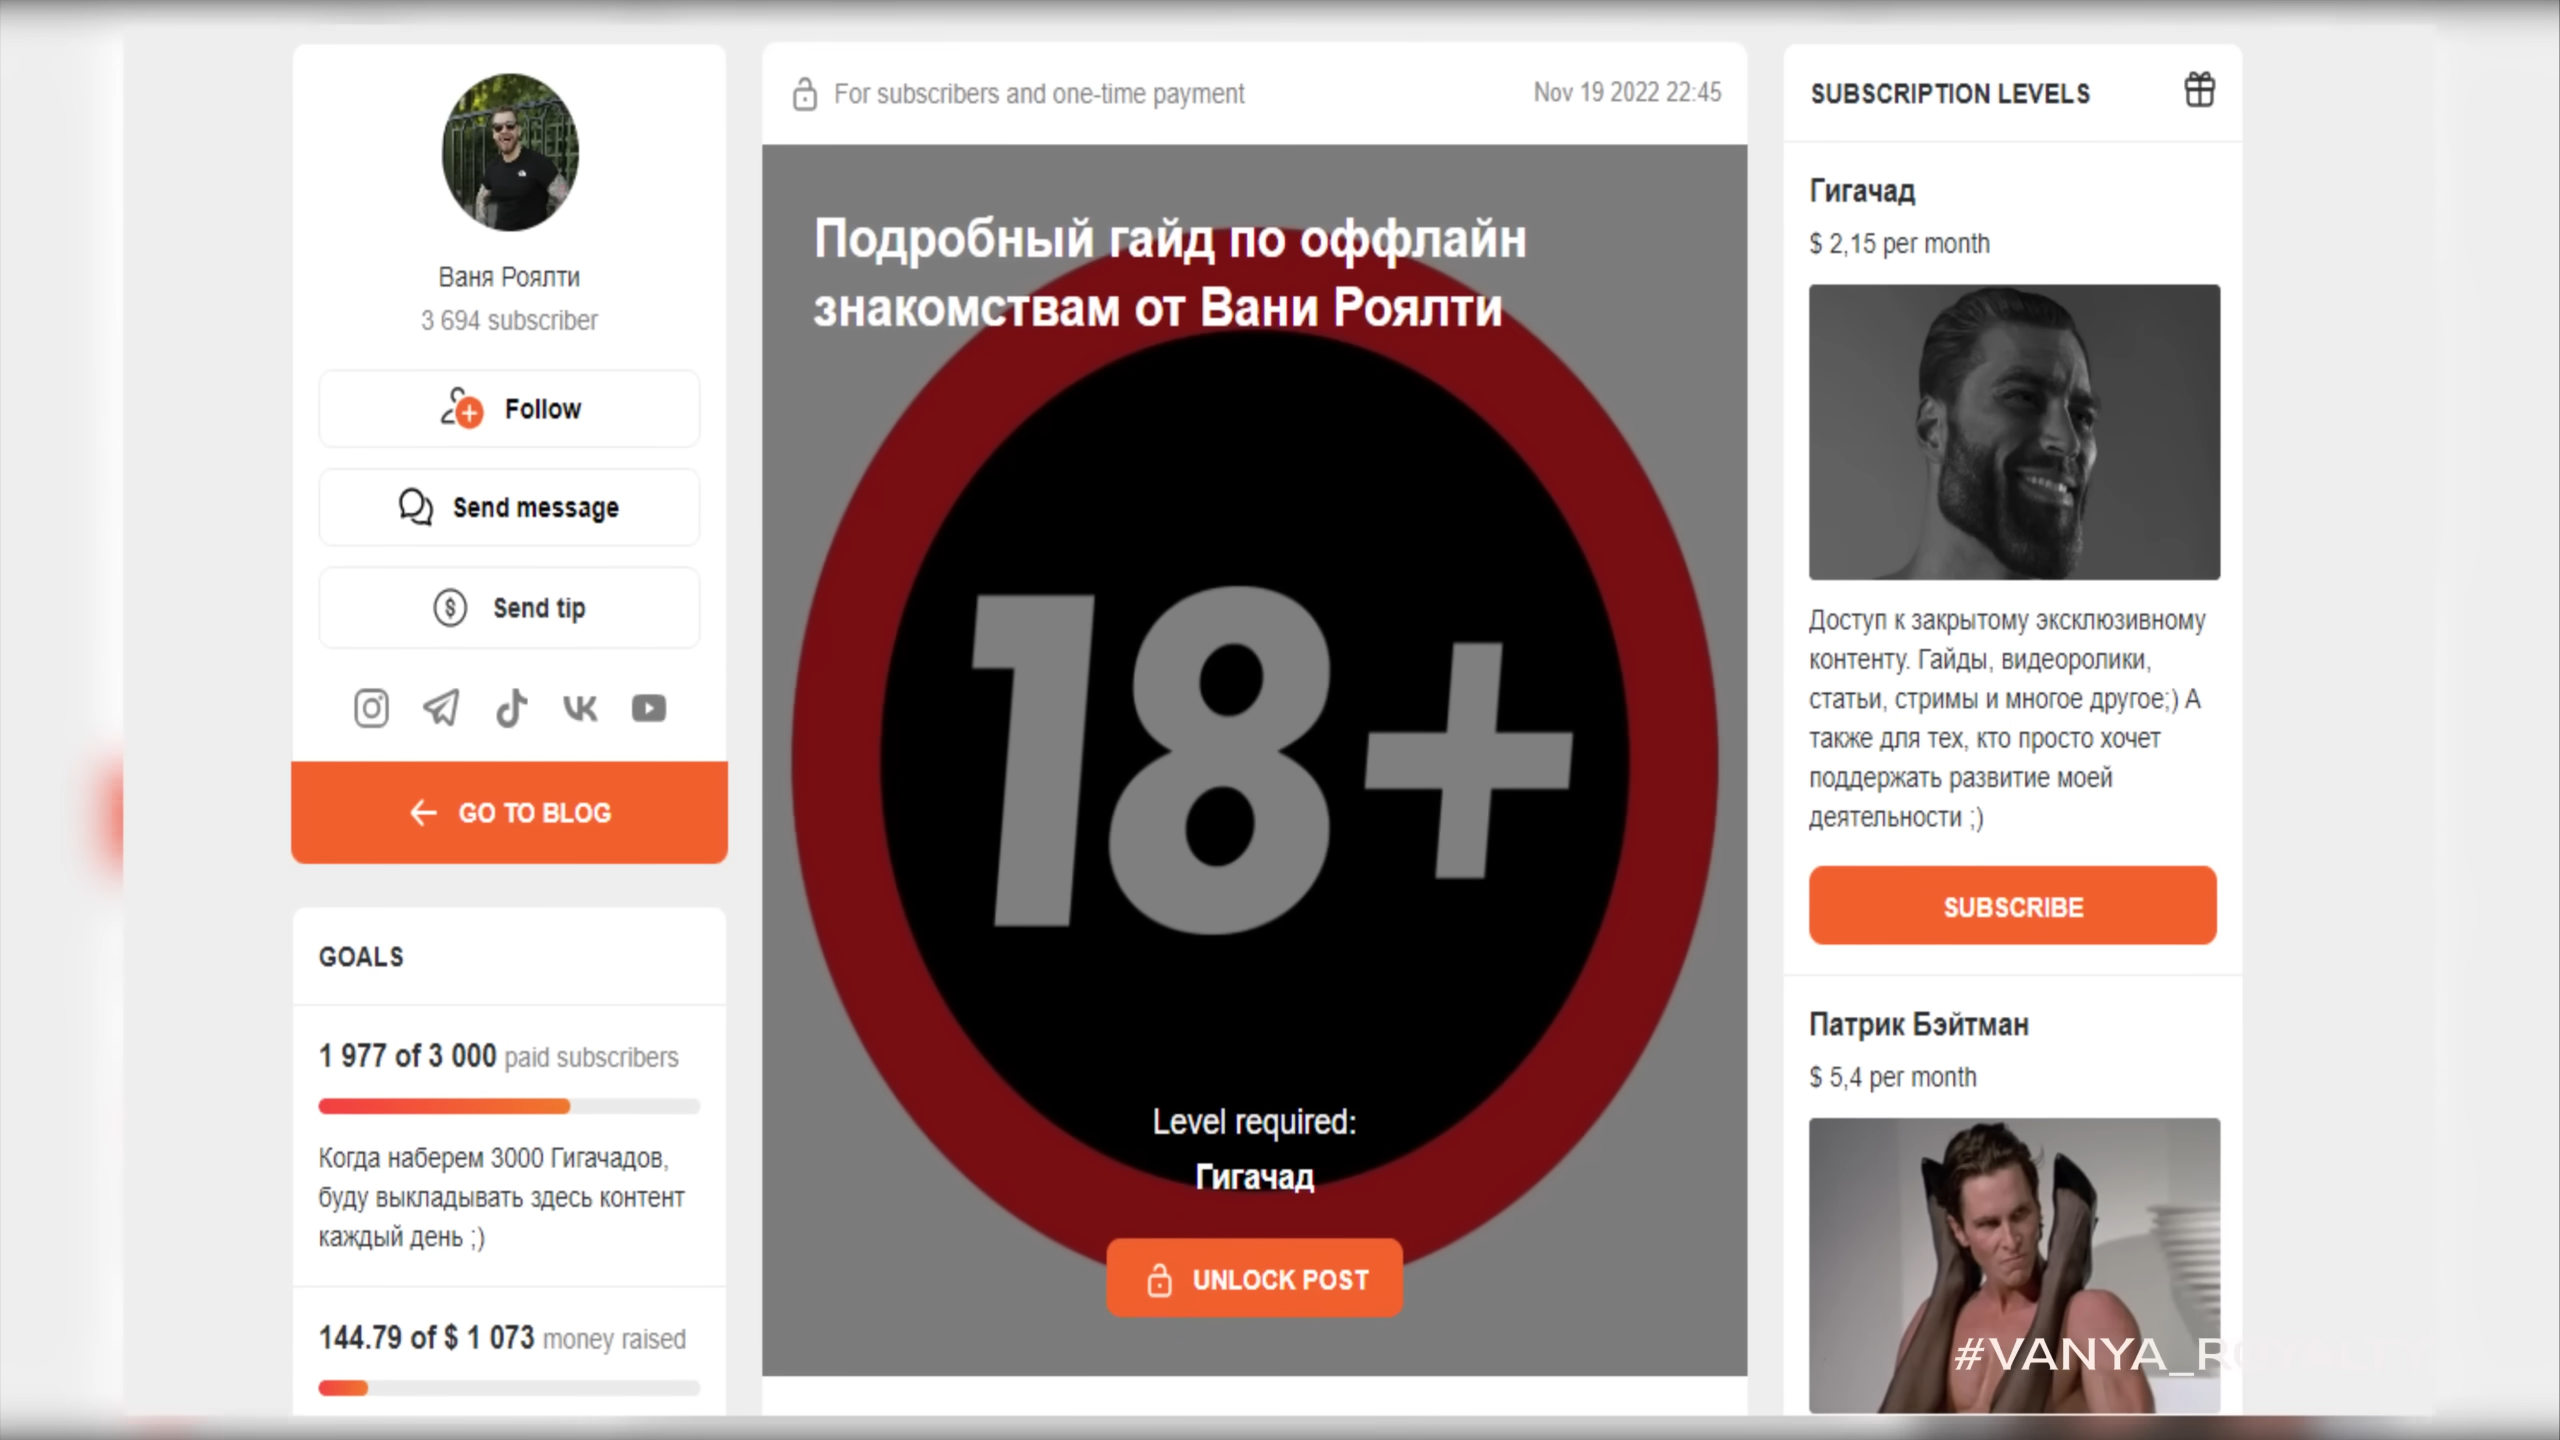 Ваня Роялти
3 694 subscriber
Follow
Send message
Send tip
GO TO BLOG
GOALS
1 977 of 3 000 paid subscribers
Когда наберем 3000 Гигачадов,
буду выкладывать здесь контент
каждый день ;)
144.79 of $ 1 073 money raised
For subscribers and one-time payment
Nov 19 2022 22:45
Подробный гайд по оффлайн
знакомствам от Вани Роялти
18+
Level required:
Гигачад
UNLOCK POST
SUBSCRIPTION LEVELS
Гигачад
$ 2,15 per month
Доступ к закрытому эксклюзивному
контенту. Гайды, видеоролики,
статьи, стримы и многое другое;) А
также для тех, кто просто хочет
поддержать развитие моей
деятельности ;)
SUBSCRIBE
Патрик Бэйтман
$ 5,4 per month